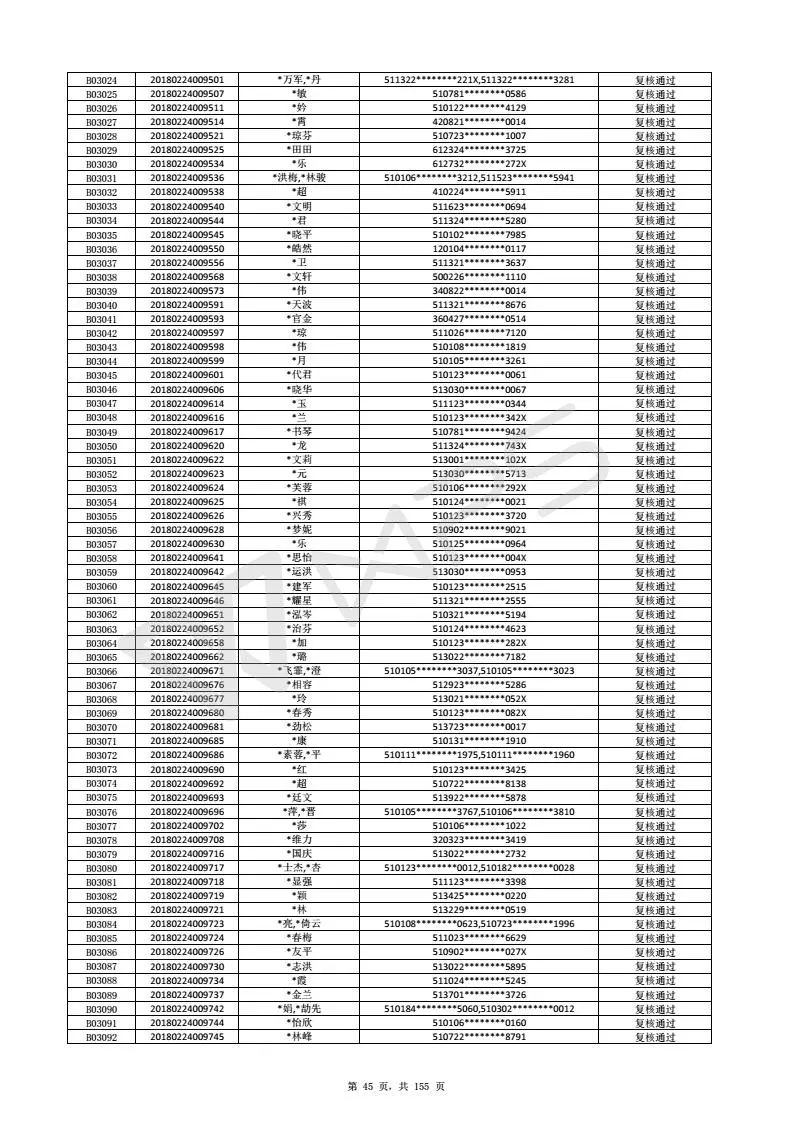 B03024 20180224009501 *万军,*丹 511322********221X,511322********3281 复核通过
B03025 20180224009507 *敏 510781********0586 复核通过
B03026 20180224009511 *妗 510122********4129 复核通过
B03027 20180224009514 *霄 420821********0014 复核通过
B03028 20180224009521 *琼芬 510723********1007 复核通过
B03029 20180224009525 *田田 612324********3725 复核通过
B03030 20180224009534 *乐 612732********272X 复核通过
B03031 20180224009536 *洪梅,*林骏 510106********3212,511523********5941 复核通过
B03032 20180224009538 *超 410224********5911 复核通过
B03033 20180224009540 *文明 511623********0694 复核通过
B03034 20180224009544 *君 511324********5280 复核通过
B03035 20180224009545 *晓平 510102********7985 复核通过
B03036 20180224009550 *皓然 120104********0117 复核通过
B03037 20180224009556 *卫 511321********3637 复核通过
B03038 20180224009568 *文轩 500226********1110 复核通过
B03039 20180224009573 *伟 340822********0014 复核通过
B03040 20180224009591 *天波 511321********8676 复核通过
B03041 20180224009593 *官金 360427********0514 复核通过
B03042 20180224009597 *琼 511026********7120 复核通过
B03043 20180224009598 *伟 510108********1819 复核通过
B03044 20180224009599 *月 510105********3261 复核通过
B03045 20180224009601 *代君 510123********0061 复核通过
B03046 20180224009606 *晓华 513030********0067 复核通过
B03047 20180224009614 *玉 511123********0344 复核通过
B03048 20180224009616 *兰 510123********342X 复核通过
B03049 20180224009617 *书琴 510781********9424 复核通过
B03050 20180224009620 *龙 511324********743X 复核通过
B03051 20180224009622 *文莉 513001********102X 复核通过
B03052 20180224009623 *元 513030********5713 复核通过
B03053 20180224009624 *芙蓉 510106********292X 复核通过
B03054 20180224009625 *祺 510124********0021 复核通过
B03055 20180224009626 *兴秀 510123********3720 复核通过
B03056 20180224009628 *梦妮 510902********9021 复核通过
B03057 20180224009630 *乐 510125********0964 复核通过
B03058 20180224009641 *思怡 510123********004X 复核通过
B03059 20180224009642 *运洪 513030********0953 复核通过
B03060 20180224009645 *建军 510123********2515 复核通过
B03061 20180224009646 *耀星 511321********2555 复核通过
B03062 20180224009651 *泓岑 510321********5194 复核通过
B03063 20180224009652 *治芬 510124********4623 复核通过
B03064 20180224009658 *加 510123********282X 复核通过
B03065 20180224009662 *璐 513022********7182 复核通过
B03066 20180224009671 *飞霏,*澄 510105********3037,510105********3023 复核通过
B03067 20180224009676 *相容 512923********5286 复核通过
B03068 20180224009677 *玲 513021********052X 复核通过
B03069 20180224009680 *春秀 510123********082X 复核通过
B03070 20180224009681 *劲松 513723********0017 复核通过
B03071 20180224009685 *康 510131********1910 复核通过
B03072 20180224009686 *素蓉,*平 510111********1975,510111********1960 复核通过
B03073 20180224009690 *红 510123********3425 复核通过
B03074 20180224009692 *超 510722********8138 复核通过
B03075 20180224009693 *廷文 513922********5878 复核通过
B03076 20180224009696 *萍,*晋 510105********3767,510106********3810 复核通过
B03077 20180224009702 *莎 510106********1022 复核通过
B03078 20180224009708 *维力 320323********3419 复核通过
B03079 20180224009716 *国庆 513022********2732 复核通过
B03080 20180224009717 *士杰,*杏 510123********0012,510182********0028 复核通过
B03081 20180224009718 *显强 511123********3398 复核通过
B03082 20180224009719 *颖 513425********0220 复核通过
B03083 20180224009721 *林 513229********0519 复核通过
B03084 20180224009723 *亮,*倚云 510108********0623,510723********1996 复核通过
B03085 20180224009724 *春梅 511023********6629 复核通过
B03086 20180224009726 *友平 510902********027X 复核通过
B03087 20180224009730 *志洪 513022********5895 复核通过
B03088 20180224009734 *霞 511024********5245 复核通过
B03089 20180224009737 *金兰 513701********3726 复核通过
B03090 20180224009742 *娟,*劫先 510184********5060,510302********0012 复核通过
B03091 20180224009744 *怡欣 510106********0160 复核通过
B03092 20180224009745 *林峰 510722********8791 复核通过
第 45 页，共 155 页